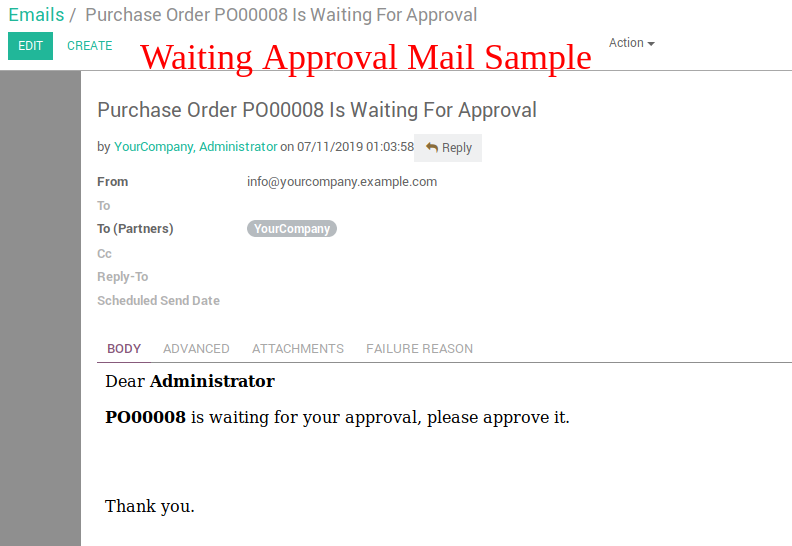 Emails / Purchase Order PO00008 Is Waiting For Approval
EDIT CREATE Waiting Approval Mail Sample Action
Purchase Order PO00008 Is Waiting For Approval
by YourCompany, Administrator on 07/11/2019 01:03:58 Reply
From info@yourcompany.example.com
To
To (Partners) YourCompany
Cc
Reply-To
Scheduled Send Date
BODY ADVANCED ATTACHMENTS FAILURE REASON
Dear Administrator
PO00008 is waiting for your approval, please approve it.
Thank you.